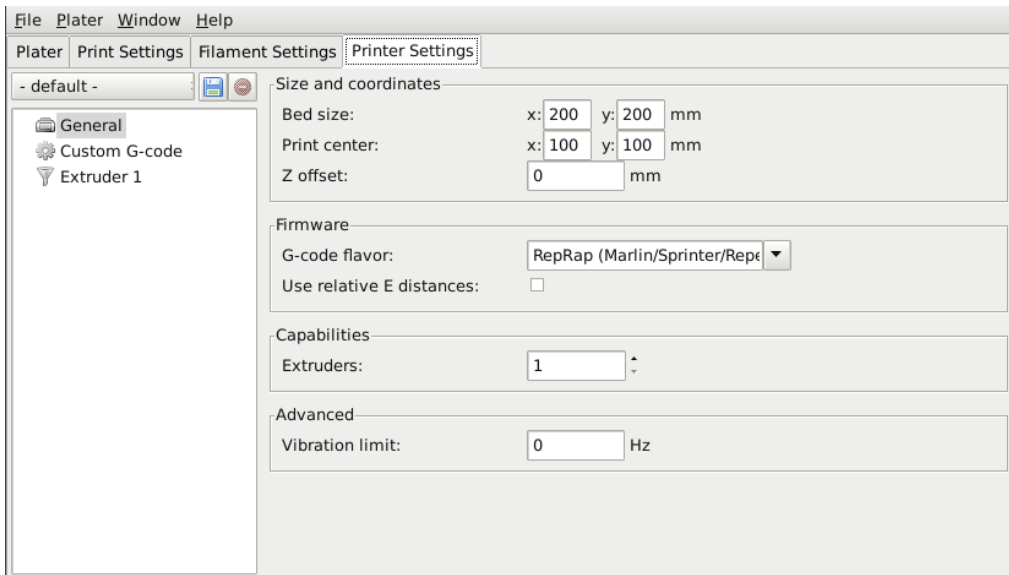 File Plater Window Help
Plater Print Settings Filament Settings Printer Settings
- default -
General
Custom G-code
Extruder 1
Size and coordinates
Bed size: x: 200 y: 200 mm
Print center: x: 100 y: 100 mm
Z offset: 0 mm
Firmware
G-code flavor: RepRap (Marlin/Sprinter/Repe
Use relative E distances:
Capabilities
Extruders: 1
Advanced
Vibration limit: 0 Hz